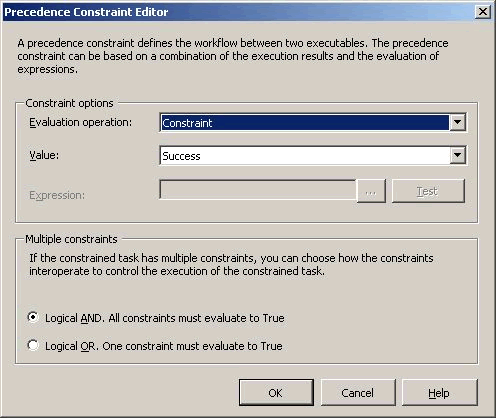 Precedence Constraint Editor
A precedence constraint defines the workflow between two executables. The precedence
constraint can be based on a combination of the execution results and the evaluation of
expressions.
Constraint options
Evaluation operation: Constraint
Value: Success
Expression: ... Test
Multiple constraints
If the constrained task has multiple constraints, you can choose how the constraints
interoperate to control the execution of the constrained task.
Logical AND. All constraints must evaluate to True
Logical OR. One constraint must evaluate to True
OK Cancel Help